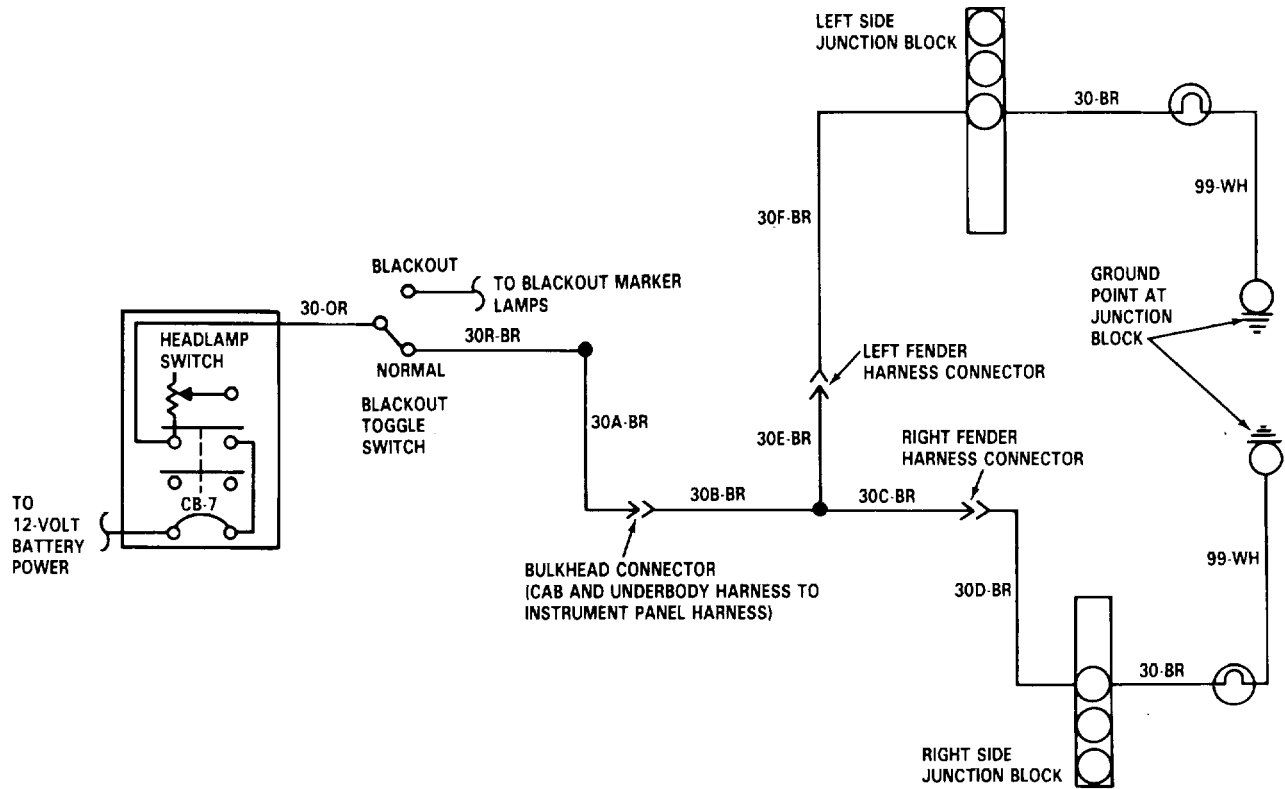 LEFT SIDE
JUNCTION BLOCK
30-BR
99-WH
30F-BR
BLACKOUT
TO BLACKOUT MARKER
LAMPS
GROUND
POINT AT
JUNCTION
BLOCK
30-OR
HEADLAMP
SWITCH
30R-BR
NORMAL
LEFT FENDER
HARNESS CONNECTOR
BLACKOUT
TOGGLE
SWITCH
30A-BR
30E-BR
RIGHT FENDER
HARNESS CONNECTOR
CB-7
30B-BR
30C-BR
TO
12-VOLT
BATTERY
POWER
BULKHEAD CONNECTOR
(CAB AND UNDERBODY HARNESS TO
INSTRUMENT PANEL HARNESS)
99-WH
30D-BR
30-BR
RIGHT SIDE
JUNCTION BLOCK